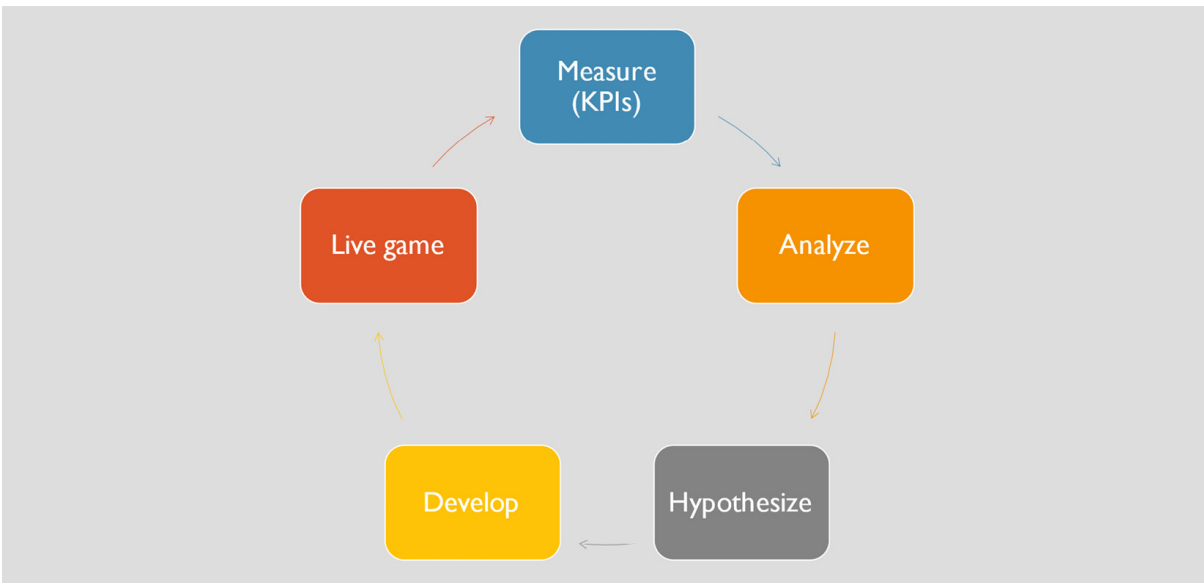 Measure
(KPIs)
Live game
Analyze
Develop
Hypothesize